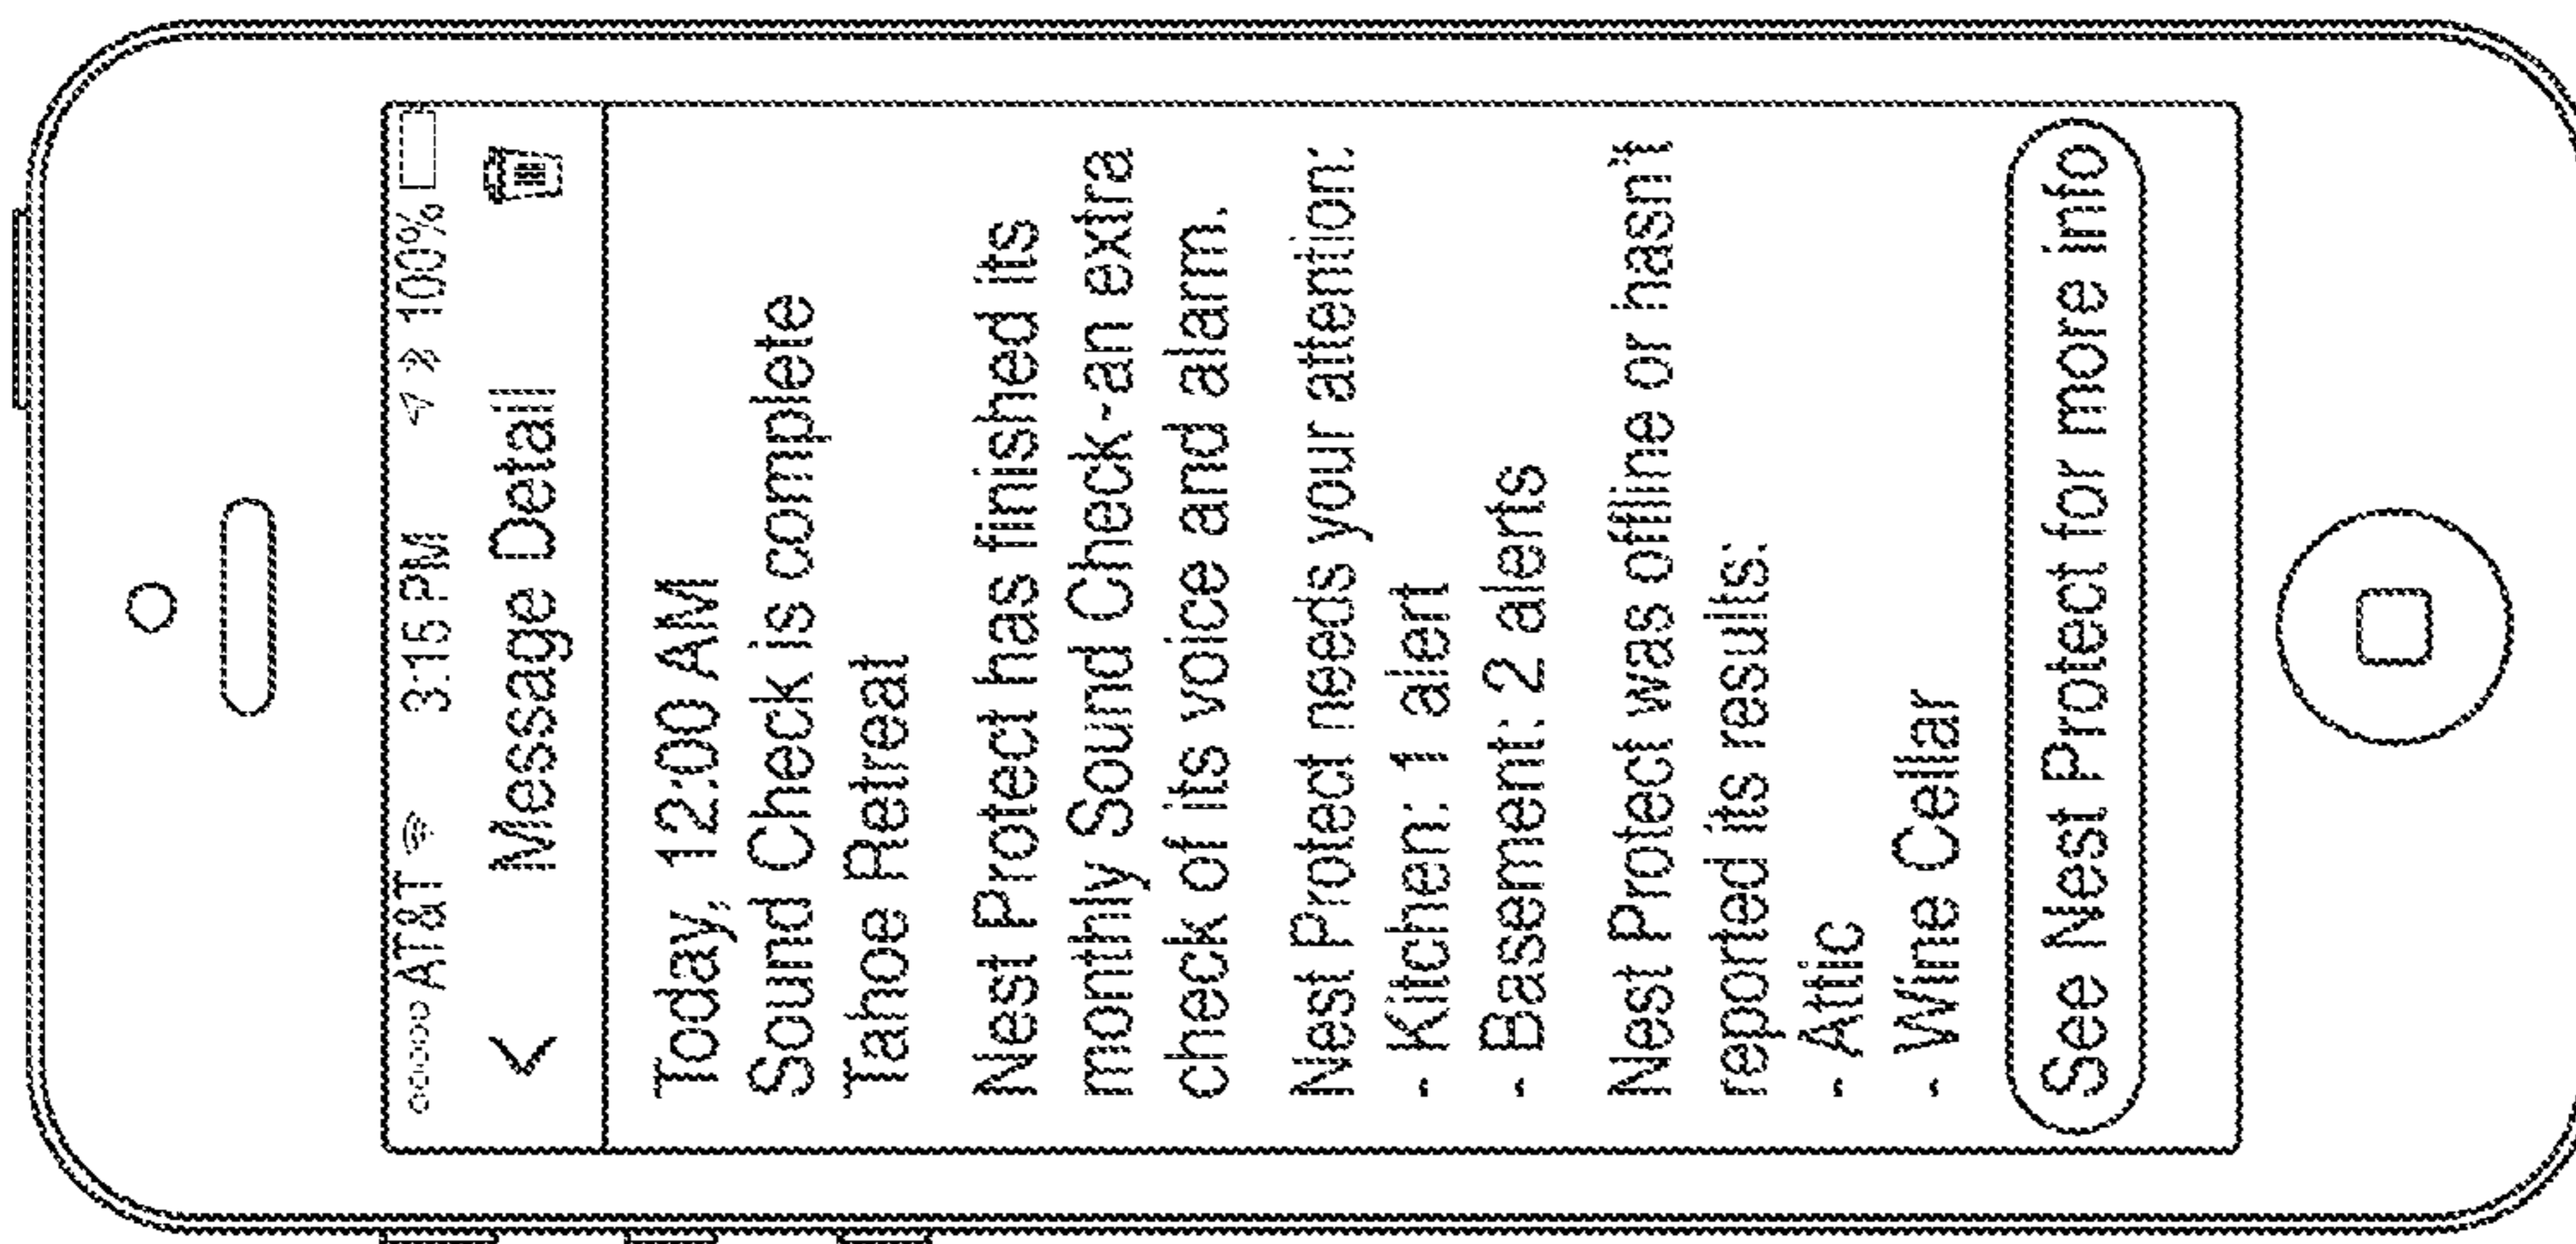 AT&T 3:15 PM 100%
Message Detail
Today, 12:00 AM
Sound Check is complete
Tahoe Retreat
Nest Protect has finished its
monthly Sound Check-an extra
check of its voice and alarm.
Nest Protect needs your attention:
- Kitchen: 1 alert
- Basement: 2 alerts
Nest Protect was offline or hasn't
reported its results:
- Attic
- Wine Cellar
See Nest Protect for more info